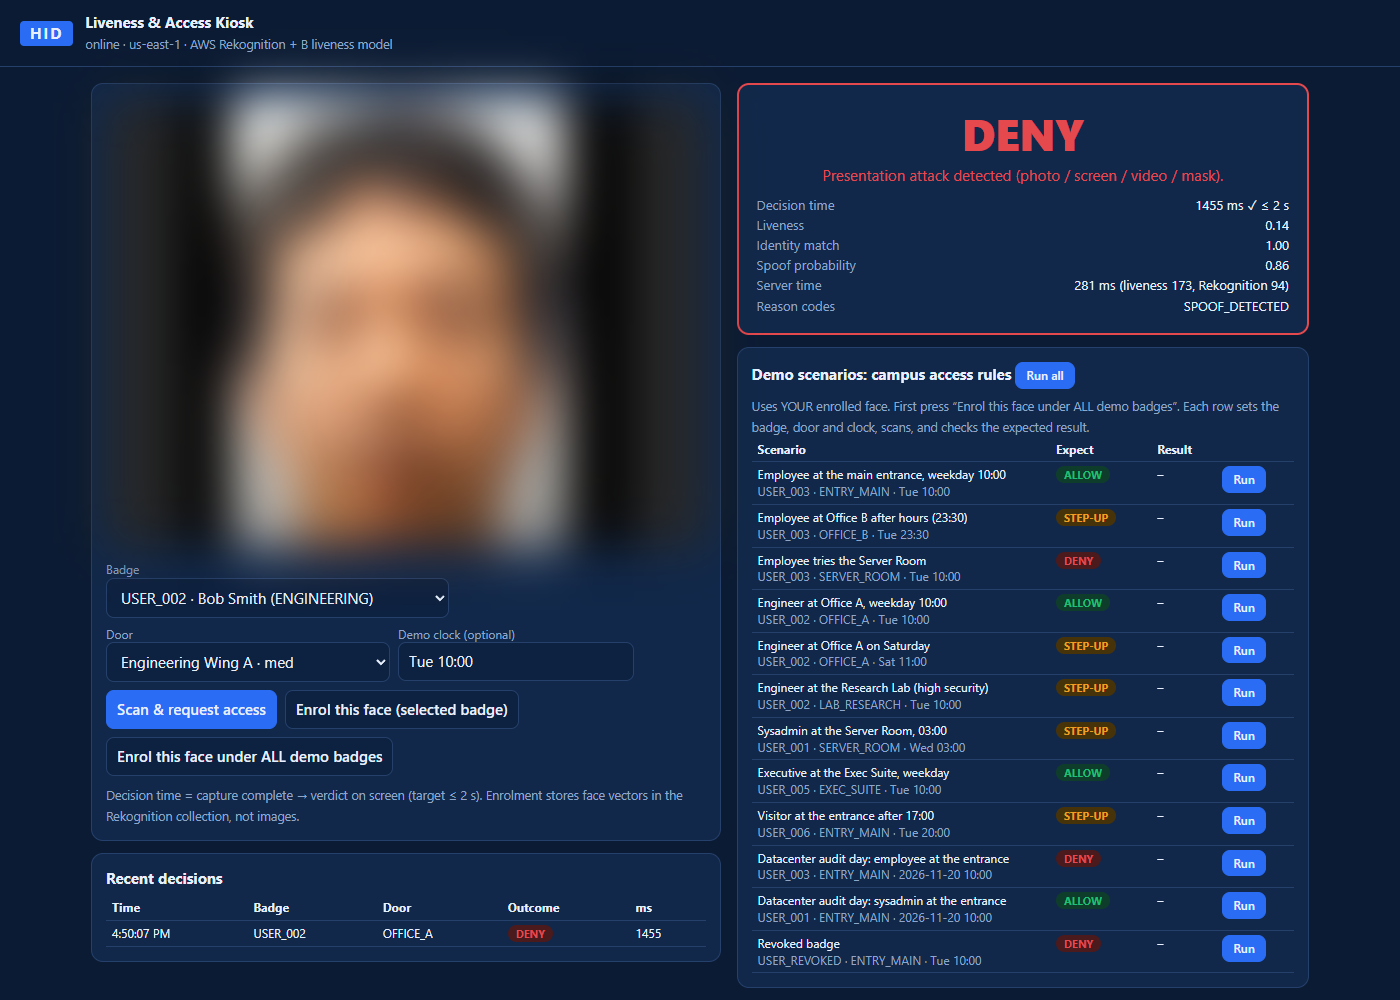 HID
Liveness & Access Kiosk
online · us-east-1 · AWS Rekognition + B liveness model
Badge
USER_002 · Bob Smith (ENGINEERING)
Door
Demo clock (optional)
Engineering Wing A · med
Tue 10:00
Scan & request access
Enrol this face (selected badge)
Enrol this face under ALL demo badges
Decision time = capture complete → verdict on screen (target ≤ 2 s). Enrolment stores face vectors in the
Rekognition collection, not images.
Recent decisions
Time Badge Door Outcome ms
4:50:07 PM USER_002 OFFICE_A DENY 1455
DENY
Presentation attack detected (photo / screen / video / mask).
Decision time 1455 ms ✓ ≤ 2 s
Liveness 0.14
Identity match 1.00
Spoof probability 0.86
Server time 281 ms (liveness 173, Rekognition 94)
Reason codes SPOOF_DETECTED
Demo scenarios: campus access rules Run all
Uses YOUR enrolled face. First press “Enrol this face under ALL demo badges”. Each row sets the
badge, door and clock, scans, and checks the expected result.
Scenario Expect Result
Employee at the main entrance, weekday 10:00 ALLOW – Run
USER_003 · ENTRY_MAIN · Tue 10:00
Employee at Office B after hours (23:30) STEP-UP – Run
USER_003 · OFFICE_B · Tue 23:30
Employee tries the Server Room DENY – Run
USER_003 · SERVER_ROOM · Tue 10:00
Engineer at Office A, weekday 10:00 ALLOW – Run
USER_002 · OFFICE_A · Tue 10:00
Engineer at Office A on Saturday STEP-UP – Run
USER_002 · OFFICE_A · Sat 11:00
Engineer at the Research Lab (high security) STEP-UP – Run
USER_002 · LAB_RESEARCH · Tue 10:00
Sysadmin at the Server Room, 03:00 STEP-UP – Run
USER_001 · SERVER_ROOM · Wed 03:00
Executive at the Exec Suite, weekday ALLOW – Run
USER_005 · EXEC_SUITE · Tue 10:00
Visitor at the entrance after 17:00 STEP-UP – Run
USER_006 · ENTRY_MAIN · Tue 20:00
Datacenter audit day: employee at the entrance DENY – Run
USER_003 · ENTRY_MAIN · 2026-11-20 10:00
Datacenter audit day: sysadmin at the entrance ALLOW – Run
USER_001 · ENTRY_MAIN · 2026-11-20 10:00
Revoked badge DENY – Run
USER_REVOKED · ENTRY_MAIN · Tue 10:00